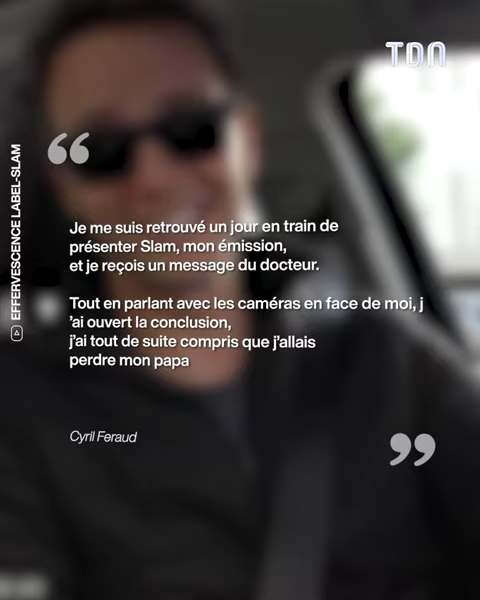 TDN
EFFERVESCENCE LABEL-SLAM
“
Je me suis retrouvé un jour en train de
présenter Slam, mon émission,
et je reçois un message du docteur.
Tout en parlant avec les caméras en face de moi, j
’ai ouvert la conclusion,
j’ai tout de suite compris que j’allais
perdre mon papa
Cyril Feraud
”